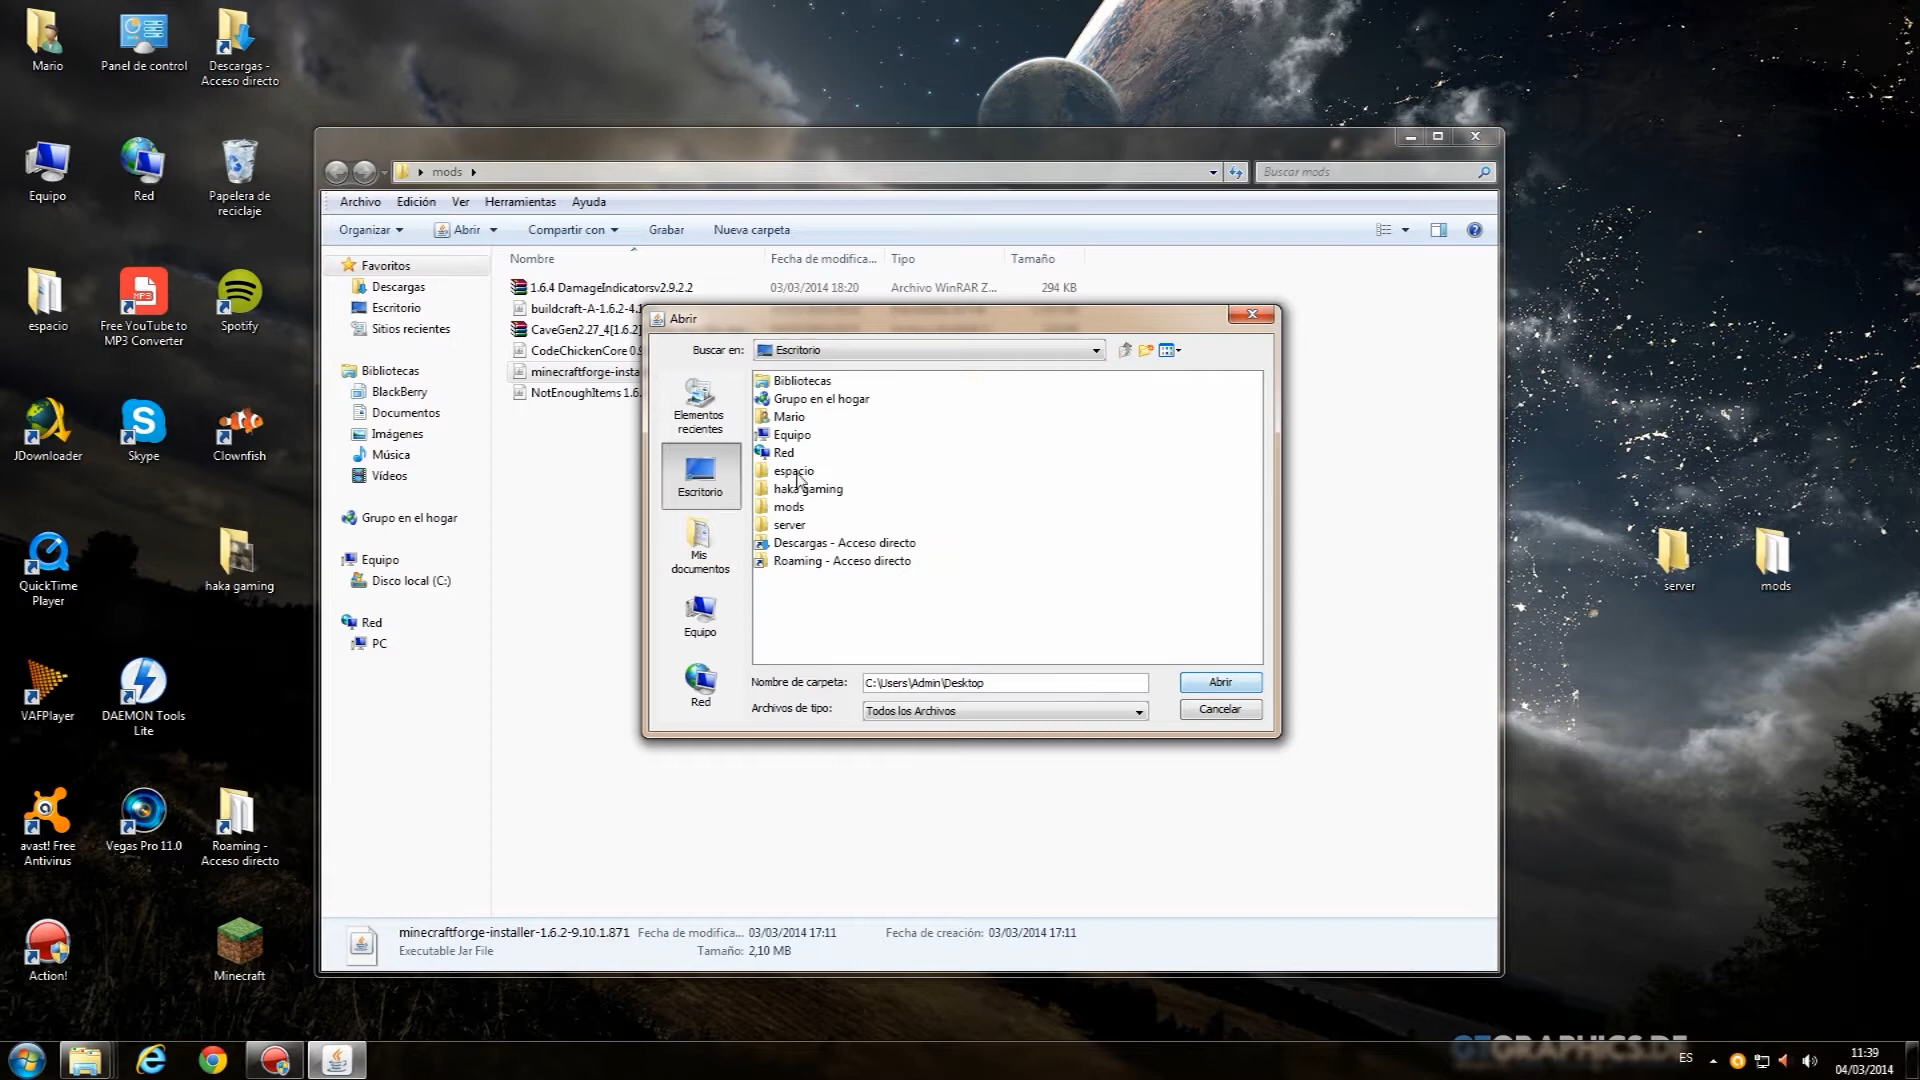 Mario
Panel de control
Descargas -
Acceso directo
Equipo
Red
Papelera de
reciclaje
espacio
Free YouTube to
MP3 Converter
Spotify
JDownloader
Skype
Clownfish
QuickTime
Player
haka gaming
VAFPlayer
DAEMON Tools
Lite
avast! Free
Antivirus
Vegas Pro 11.0
Roaming -
Acceso directo
Action!
Minecraft
server
mods
mods
Buscar mods
Archivo Edición Ver Herramientas Ayuda
Organizar Abrir Compartir con Grabar Nueva carpeta
Favoritos
Descargas
Escritorio
Sitios recientes
Bibliotecas
BlackBerry
Documentos
Imágenes
Música
Vídeos
Grupo en el hogar
Equipo
Disco local (C:)
Red
PC
Nombre Fecha de modifica... Tipo Tamaño
1.6.4 DamageIndicatorsv2.9.2.2 03/03/2014 18:20 Archivo WinRAR Z... 294 KB
buildcraft-A-1.6.2-4.1
CaveGen2.27_4[1.6.2]
CodeChickenCore 0.
minecraftforge-insta
NotEnoughItems 1.6.
Abrir
Buscar en: Escritorio
Elementos
recientes
Escritorio
Mis
documentos
Equipo
Red
Bibliotecas
Grupo en el hogar
Mario
Equipo
Red
espacio
haka gaming
mods
server
Descargas - Acceso directo
Roaming - Acceso directo
Nombre de carpeta: C:\Users\Admin\Desktop Abrir
Archivos de tipo: Todos los Archivos Cancelar
minecraftforge-installer-1.6.2-9.10.1.871 Fecha de modifica... 03/03/2014 17:11 Fecha de creación: 03/03/2014 17:11
Executable Jar File Tamaño: 2,10 MB
GTGRAPHICS.DE
ES
11:39
04/03/2014